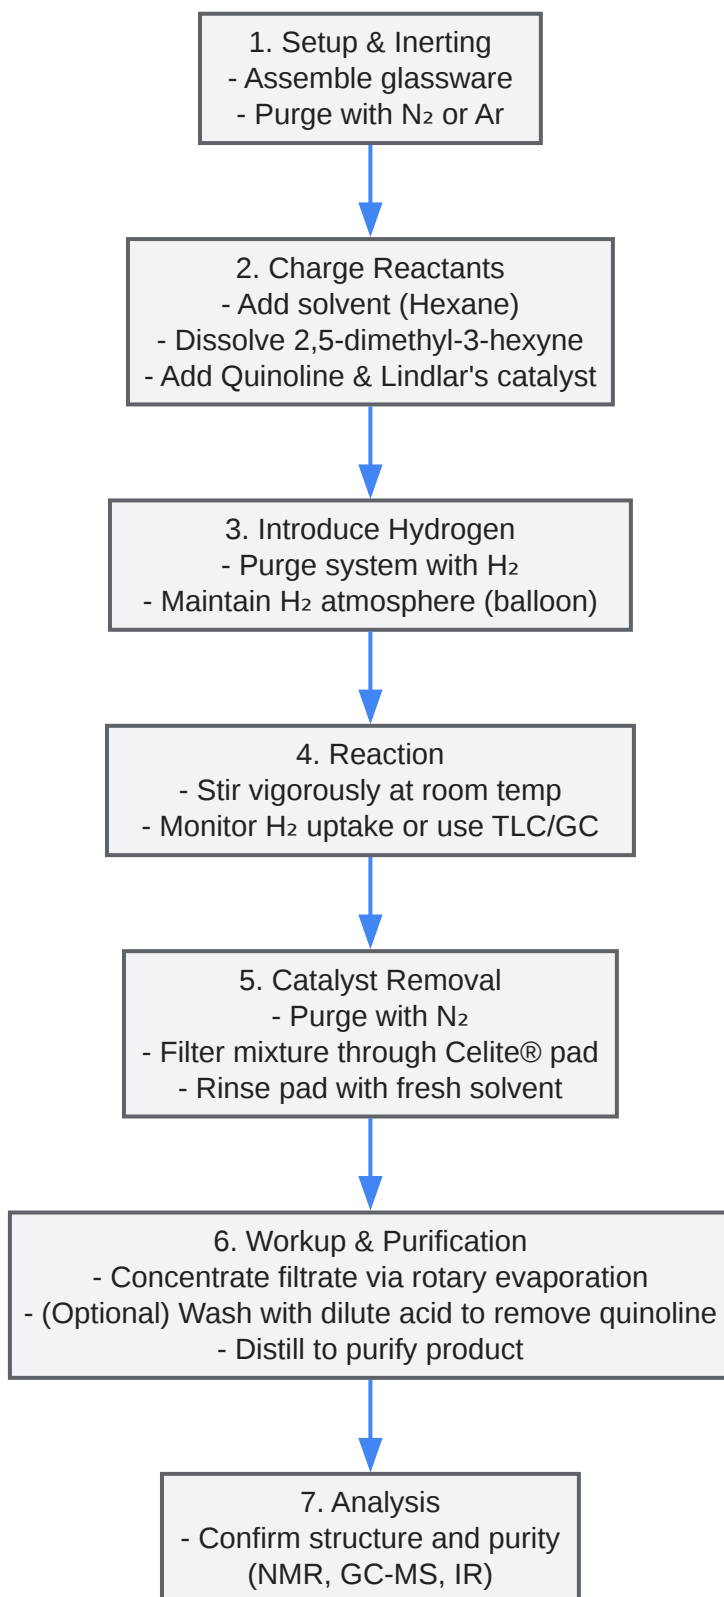 1. Setup & Inerting
- Assemble glassware
- Purge with N₂ or Ar
2. Charge Reactants
- Add solvent (Hexane)
- Dissolve 2,5-dimethyl-3-hexyne
- Add Quinoline & Lindlar's catalyst
3. Introduce Hydrogen
- Purge system with H₂
- Maintain H₂ atmosphere (balloon)
4. Reaction
- Stir vigorously at room temp
- Monitor H₂ uptake or use TLC/GC
5. Catalyst Removal
- Purge with N₂
- Filter mixture through Celite® pad
- Rinse pad with fresh solvent
6. Workup & Purification
- Concentrate filtrate via rotary evaporation
- (Optional) Wash with dilute acid to remove quinoline
- Distill to purify product
7. Analysis
- Confirm structure and purity
(NMR, GC-MS, IR)